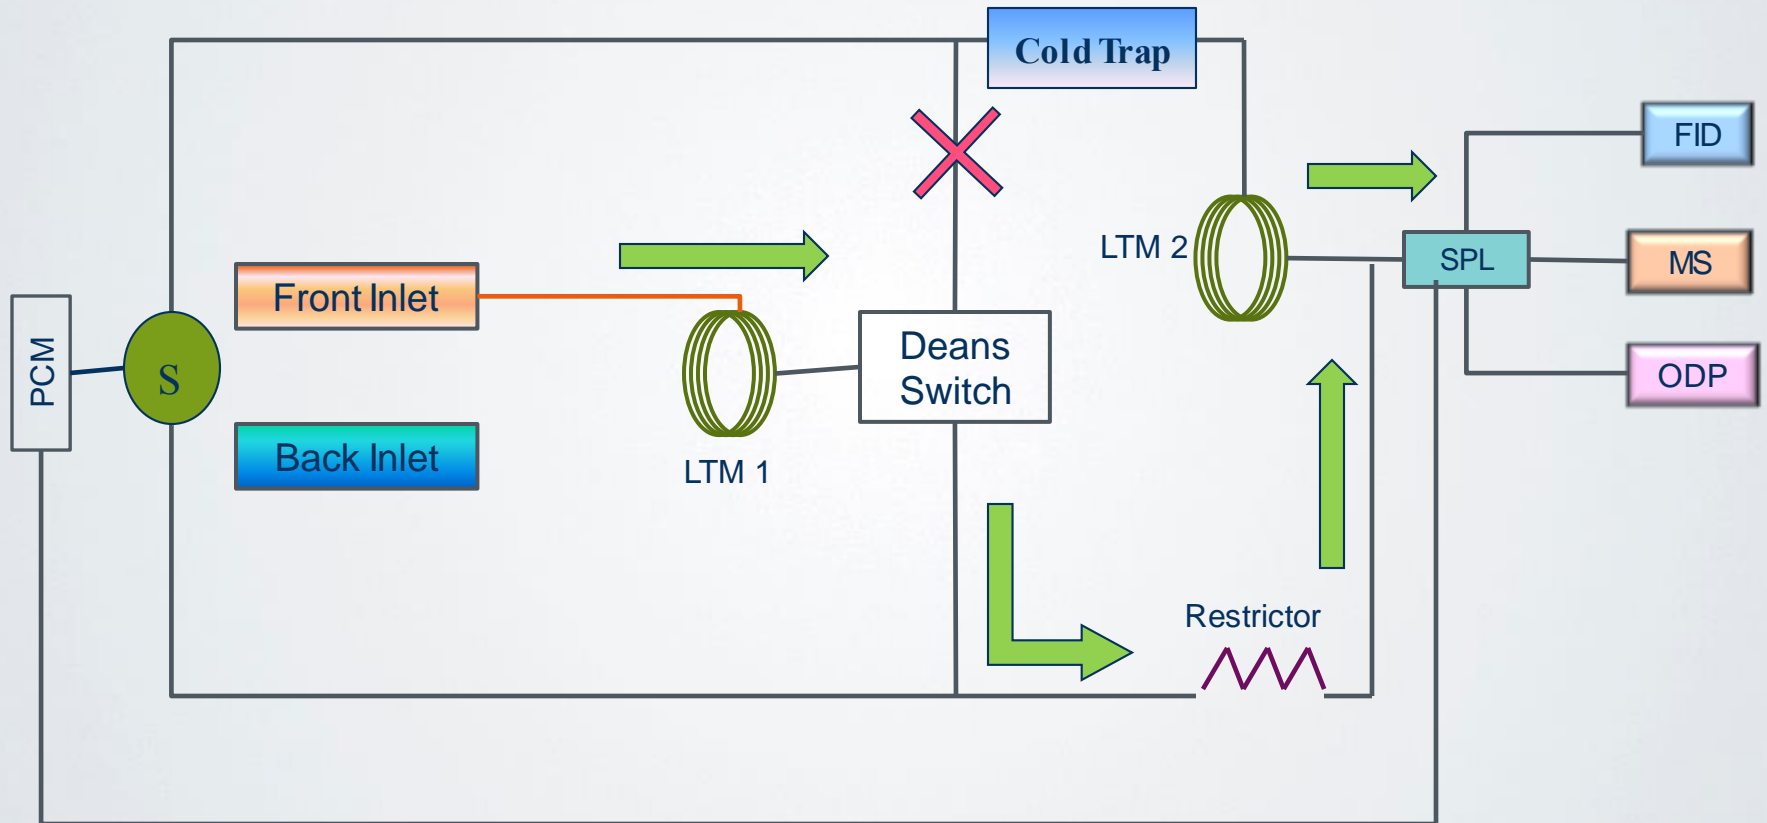 Cold Trap
FID
LTM 2
SPL
MS
Front Inlet
PCM
S
Deans
Switch
ODP
Back Inlet
LTM 1
Restrictor